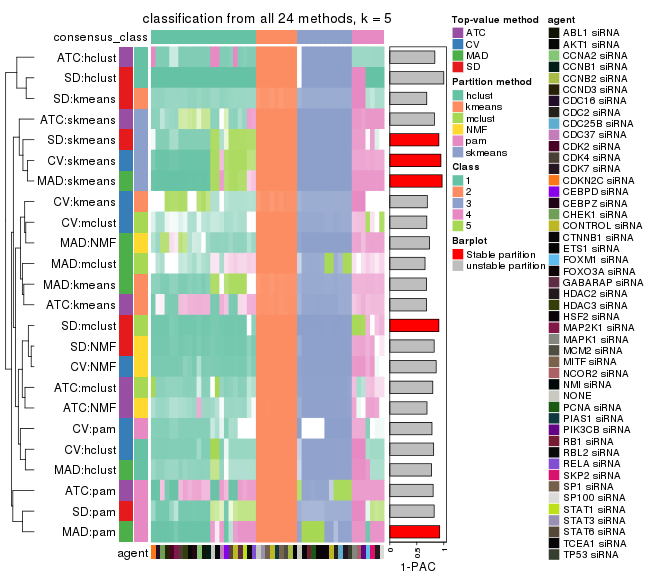 classification from all 24 methods, k = 5
consensus_class
ATC:hclust
SD:hclust
SD:kmeans
ATC:skmeans
SD:skmeans
CV:skmeans
MAD:skmeans
CV:kmeans
CV:mclust
MAD:NMF
MAD:mclust
MAD:kmeans
ATC:kmeans
SD:mclust
SD:NMF
CV:NMF
ATC:mclust
ATC:NMF
CV:pam
CV:hclust
MAD:hclust
ATC:pam
SD:pam
MAD:pam
agent
0
0.5
1
1-PAC
Top-value method
ATC
CV
MAD
SD
Partition method
hclust
kmeans
mclust
NMF
pam
skmeans
Class
1
2
3
4
5
Barplot
Stable partition
unstable partition
agent
ABL1 siRNA
AKT1 siRNA
CCNA2 siRNA
CCNB1 siRNA
CCNB2 siRNA
CCND3 siRNA
CDC16 siRNA
CDC2 siRNA
CDC25B siRNA
CDC37 siRNA
CDK2 siRNA
CDK4 siRNA
CDK7 siRNA
CDKN2C siRNA
CEBPD siRNA
CEBPZ siRNA
CHEK1 siRNA
CONTROL siRNA
CTNNB1 siRNA
ETS1 siRNA
FOXM1 siRNA
FOXO3A siRNA
GABARAP siRNA
HDAC2 siRNA
HDAC3 siRNA
HSF2 siRNA
MAP2K1 siRNA
MAPK1 siRNA
MCM2 siRNA
MITF siRNA
NCOR2 siRNA
NMI siRNA
NONE
PCNA siRNA
PIAS1 siRNA
PIK3CB siRNA
RB1 siRNA
RBL2 siRNA
RELA siRNA
SKP2 siRNA
SP1 siRNA
SP100 siRNA
STAT1 siRNA
STAT3 siRNA
STAT6 siRNA
TCEA1 siRNA
TP53 siRNA